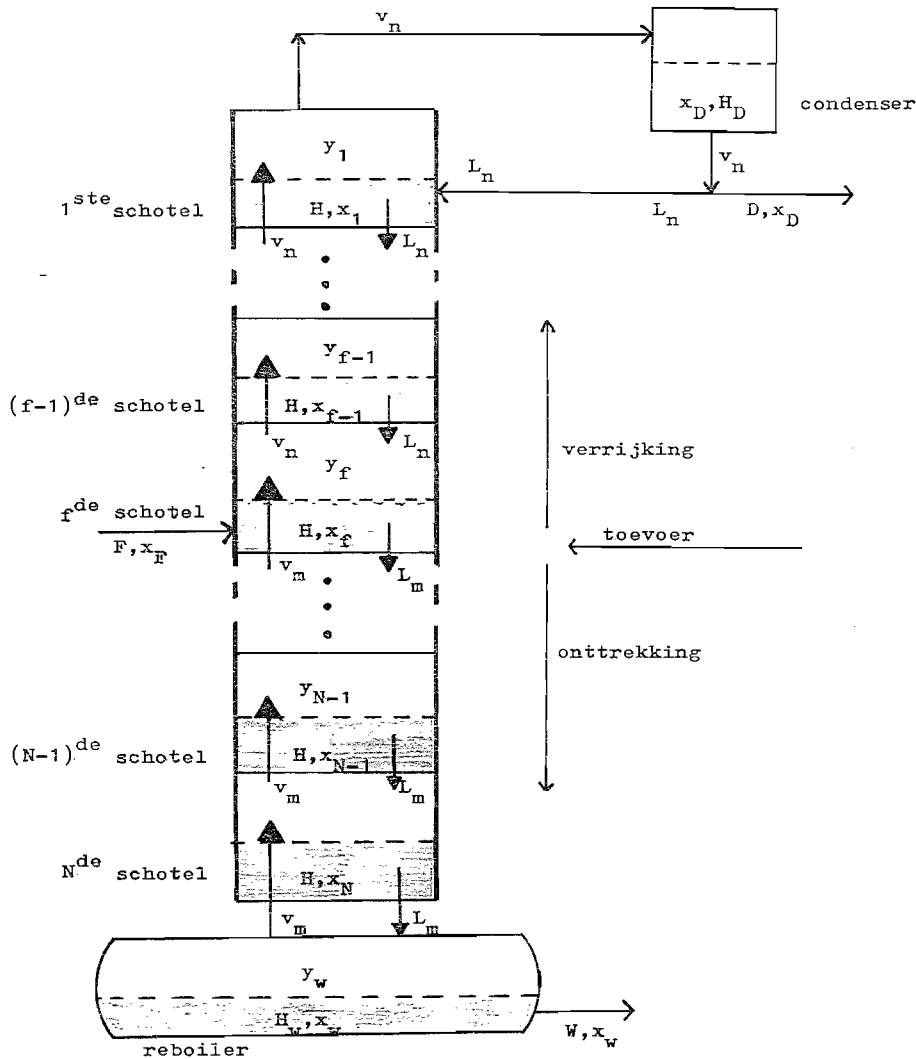 v_n
x_D, H_D
condenser
v_n
L_n
L_n
D, x_D
y_1
1^ste schotel
H, x_1
v_n
L_n
y_f-1
(f-1)^de schotel
H, x_f-1
v_n
L_n
verrijking
y_f
f^de schotel
H, x_f
F, x_F
toevoer
v_m
L_m
onttrekking
y_N-1
(N-1)^de schotel
H, x_N-1
v_m
L_m
N^de schotel
H, x_N
v_m
L_m
y_w
H_w, x_w
W, x_w
reboiler